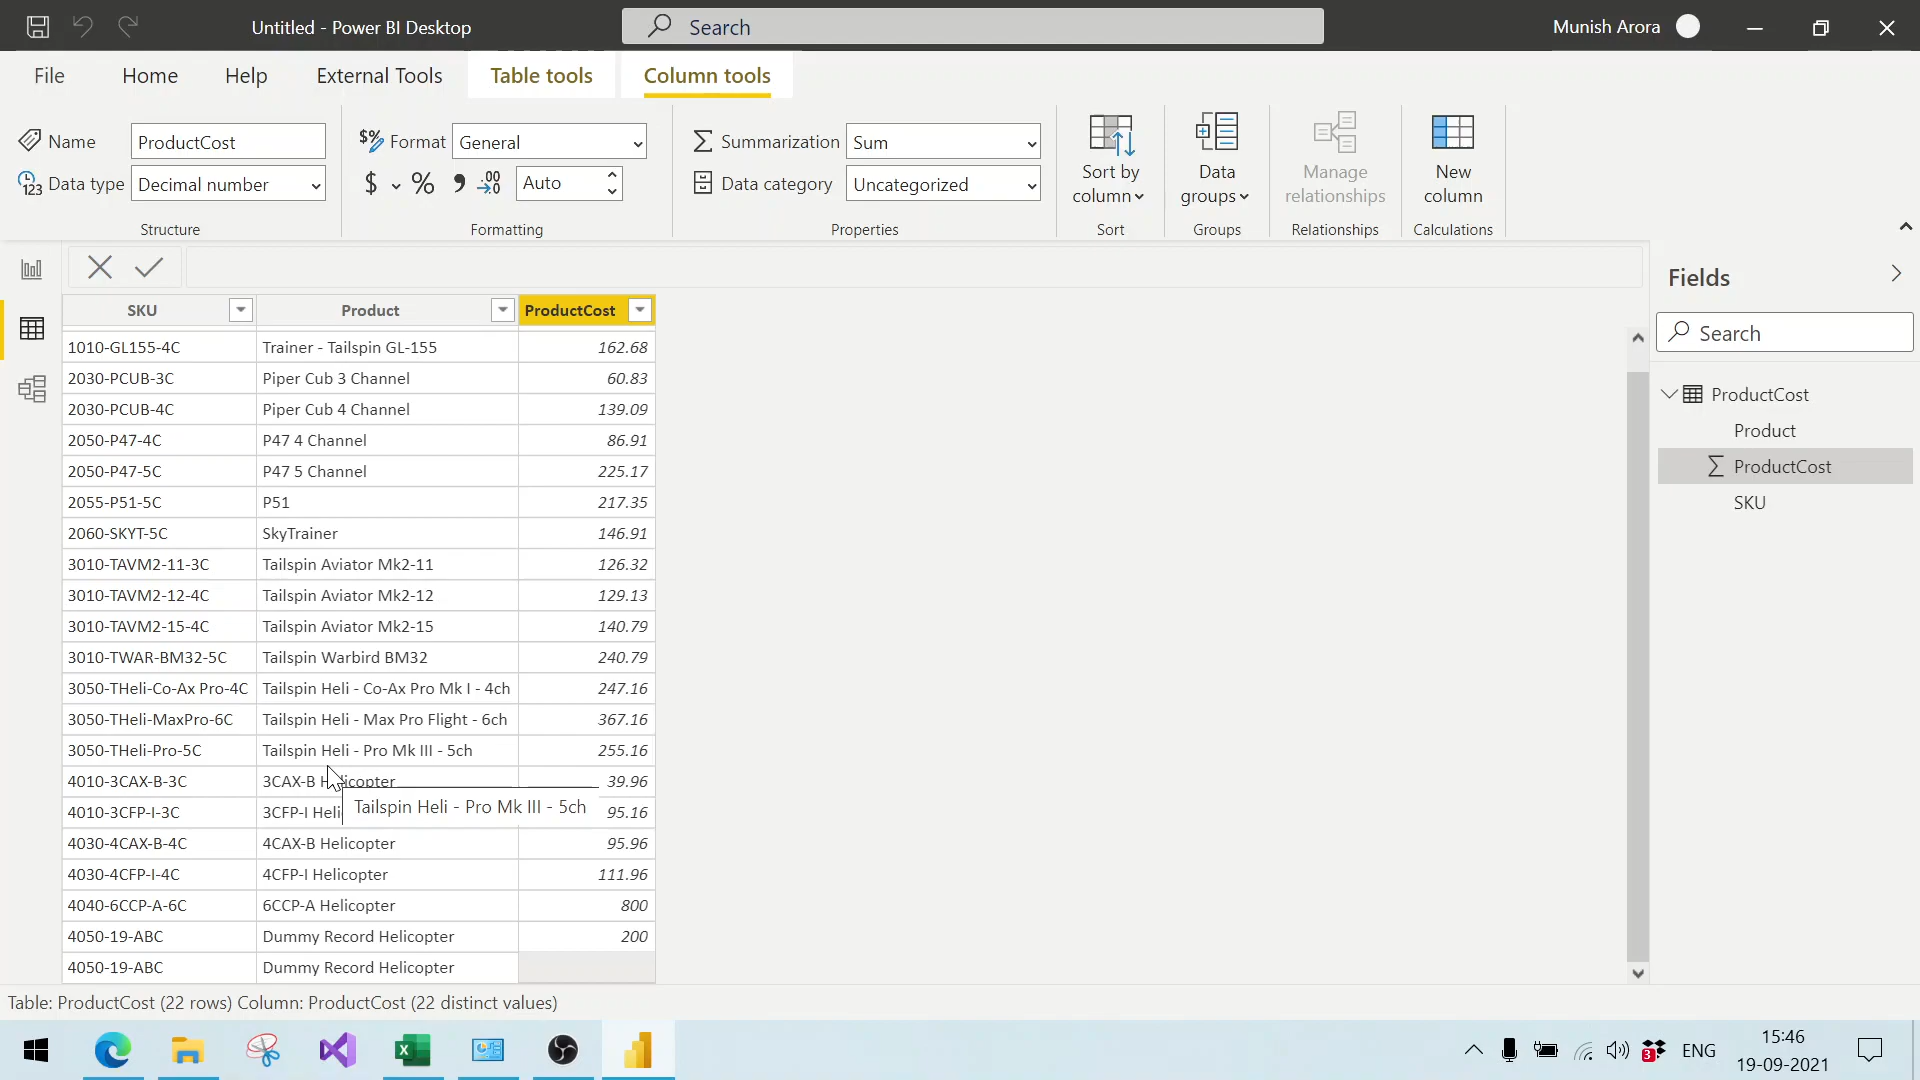 Untitled - Power BI Desktop
Search
Munish Arora
File
Home
Help
External Tools
Table tools
Column tools
Name
ProductCost
Format
General
Summarization
Sum
Data type
Decimal number
Auto
Data category
Uncategorized
Sort by
column
Data
groups
Manage
relationships
New
column
Structure
Formatting
Properties
Sort
Groups
Relationships
Calculations
SKU
Product
ProductCost
1010-GL155-4C Trainer - Tailspin GL-155 162.68
2030-PCUB-3C Piper Cub 3 Channel 60.83
2030-PCUB-4C Piper Cub 4 Channel 139.09
2050-P47-4C P47 4 Channel 86.91
2050-P47-5C P47 5 Channel 225.17
2055-P51-5C P51 217.35
2060-SKYT-5C SkyTrainer 146.91
3010-TAVM2-11-3C Tailspin Aviator Mk2-11 126.32
3010-TAVM2-12-4C Tailspin Aviator Mk2-12 129.13
3010-TAVM2-15-4C Tailspin Aviator Mk2-15 140.79
3010-TWAR-BM32-5C Tailspin Warbird BM32 240.79
3050-THeli-Co-Ax Pro-4C Tailspin Heli - Co-Ax Pro Mk I - 4ch 247.16
3050-THeli-MaxPro-6C Tailspin Heli - Max Pro Flight - 6ch 367.16
3050-THeli-Pro-5C Tailspin Heli - Pro Mk III - 5ch 255.16
4010-3CAX-B-3C 3CAX-B Helicopter 39.96
4010-3CFP-I-3C 3CFP-I Heli 95.16
Tailspin Heli - Pro Mk III - 5ch
4030-4CAX-B-4C 4CAX-B Helicopter 95.96
4030-4CFP-I-4C 4CFP-I Helicopter 111.96
4040-6CCP-A-6C 6CCP-A Helicopter 800
4050-19-ABC Dummy Record Helicopter 200
4050-19-ABC Dummy Record Helicopter
Fields
Search
ProductCost
Product
ProductCost
SKU
Table: ProductCost (22 rows) Column: ProductCost (22 distinct values)
3
ENG
15:46
19-09-2021